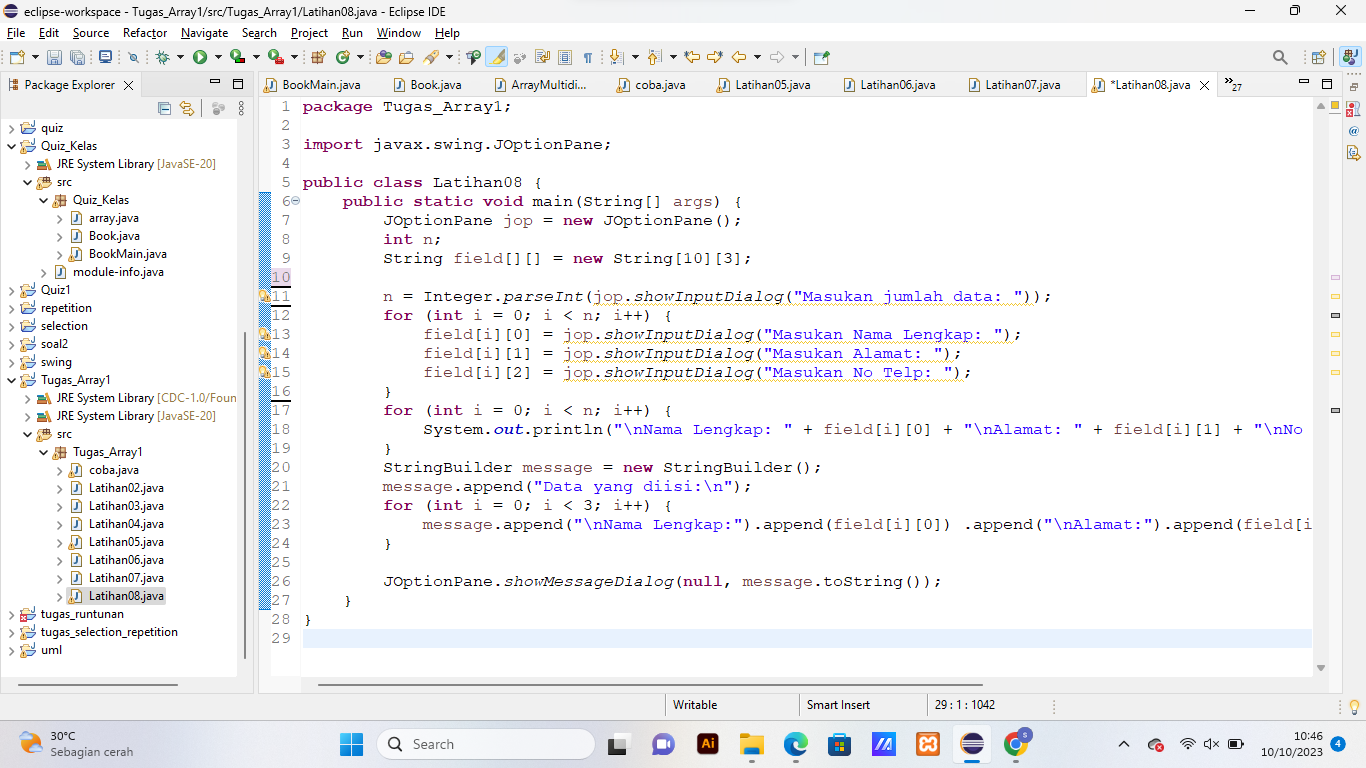 eclipse-workspace - Tugas_Array1/src/Tugas_Array1/Latihan08.java - Eclipse IDE
File Edit Source Refactor Navigate Search Project Run Window Help
Package Explorer
BookMain.java Book.java ArrayMultidi... coba.java Latihan05.java Latihan06.java Latihan07.java *Latihan08.java »27
quiz
Quiz_Kelas
JRE System Library [JavaSE-20]
src
Quiz_Kelas
array.java
Book.java
BookMain.java
module-info.java
Quiz1
repetition
selection
soal2
swing
Tugas_Array1
JRE System Library [CDC-1.0/Foun
JRE System Library [JavaSE-20]
src
Tugas_Array1
coba.java
Latihan02.java
Latihan03.java
Latihan04.java
Latihan05.java
Latihan06.java
Latihan07.java
Latihan08.java
tugas_runtunan
tugas_selection_repetition
uml
1 package Tugas_Array1;
2
3 import javax.swing.JOptionPane;
4
5 public class Latihan08 {
6 public static void main(String[] args) {
7 JOptionPane jop = new JOptionPane();
8 int n;
9 String field[][] = new String[10][3];
10
11 n = Integer.parseInt(jop.showInputDialog("Masukan jumlah data: "));
12 for (int i = 0; i < n; i++) {
13 field[i][0] = jop.showInputDialog("Masukan Nama Lengkap: ");
14 field[i][1] = jop.showInputDialog("Masukan Alamat: ");
15 field[i][2] = jop.showInputDialog("Masukan No Telp: ");
16 }
17 for (int i = 0; i < n; i++) {
18 System.out.println("\nNama Lengkap: " + field[i][0] + "\nAlamat: " + field[i][1] + "\nNo
19 }
20 StringBuilder message = new StringBuilder();
21 message.append("Data yang diisi:\n");
22 for (int i = 0; i < 3; i++) {
23 message.append("\nNama Lengkap:").append(field[i][0]) .append("\nAlamat:").append(field[i
24 }
25
26 JOptionPane.showMessageDialog(null, message.toString());
27 }
28 }
29
Writable Smart Insert 29 : 1 : 1042
30°C
Sebagian cerah
Search
Ai
S
10:46
10/10/2023
4